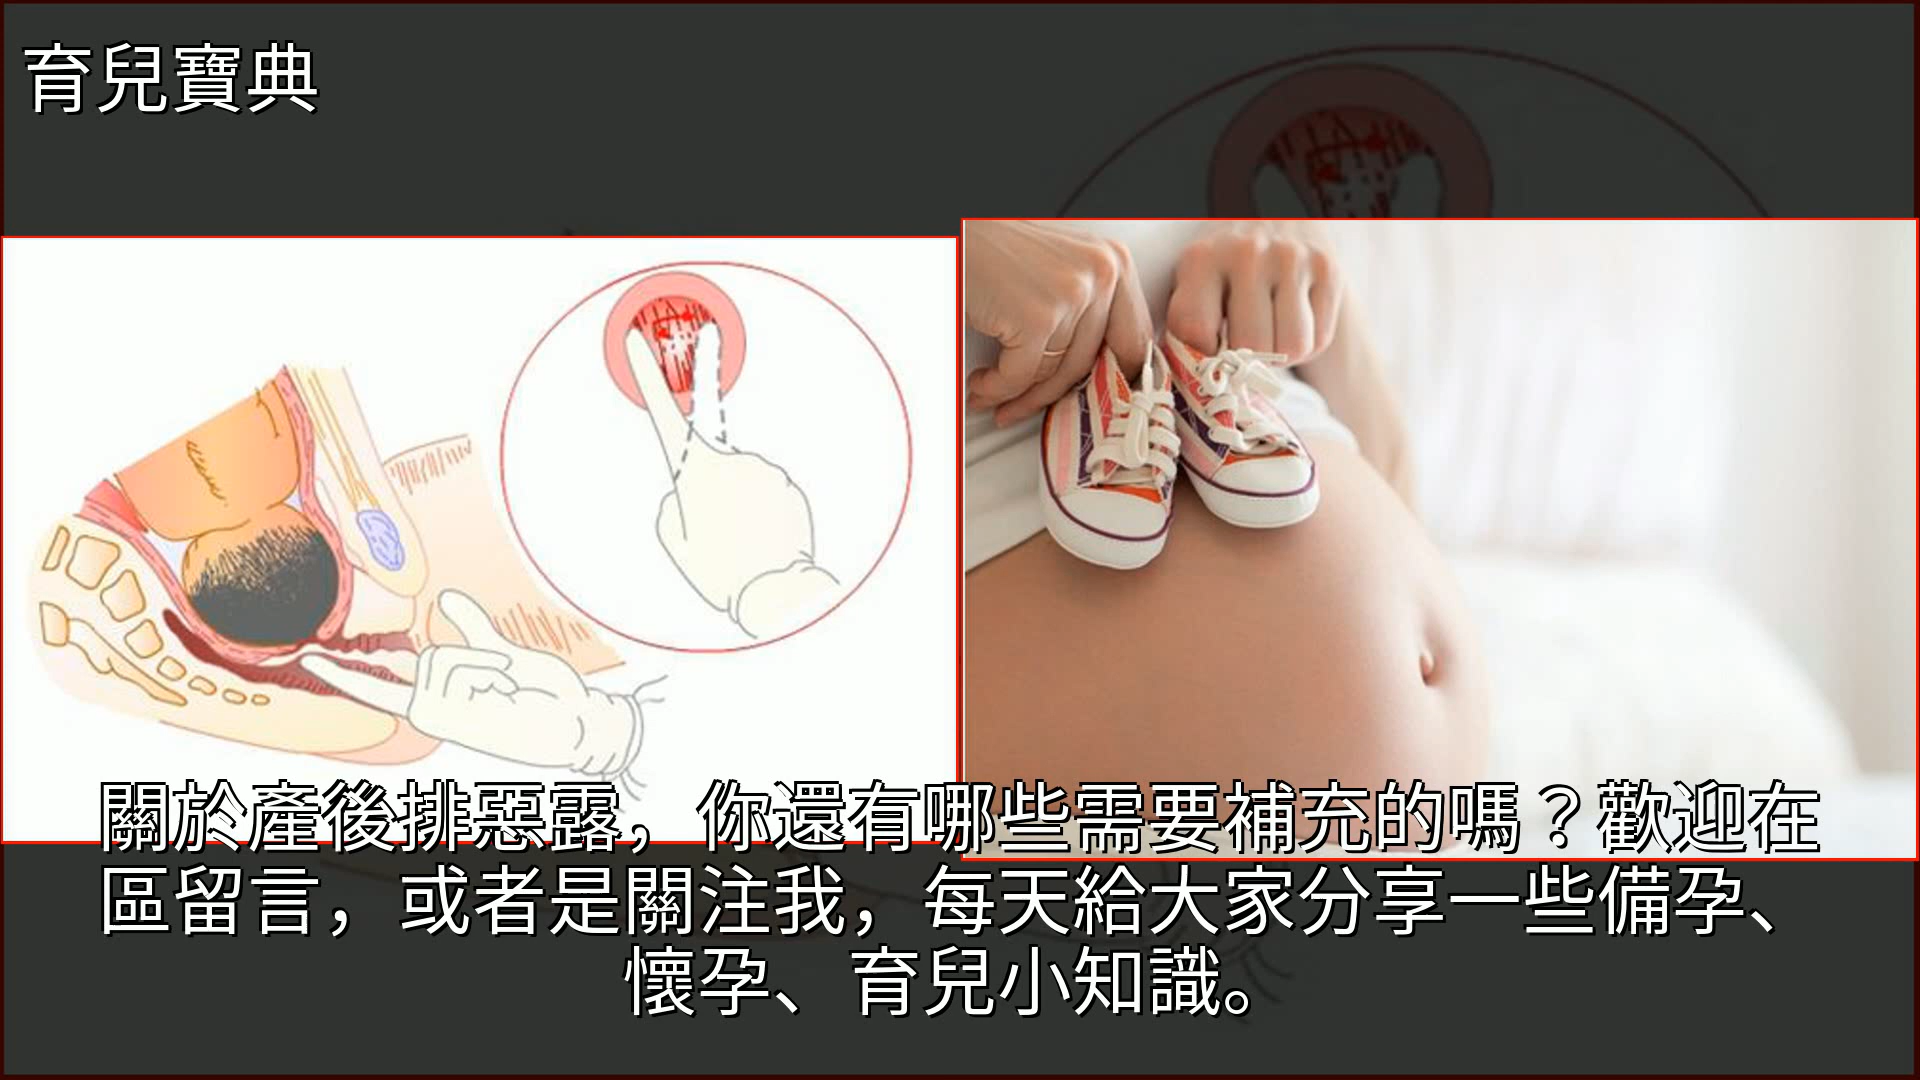 育兒寶典
關於產後排惡露，你還有哪些需要補充的嗎？歡迎在
區留言，或者是關注我，每天給大家分享一些備孕、
懷孕、育兒小知識。